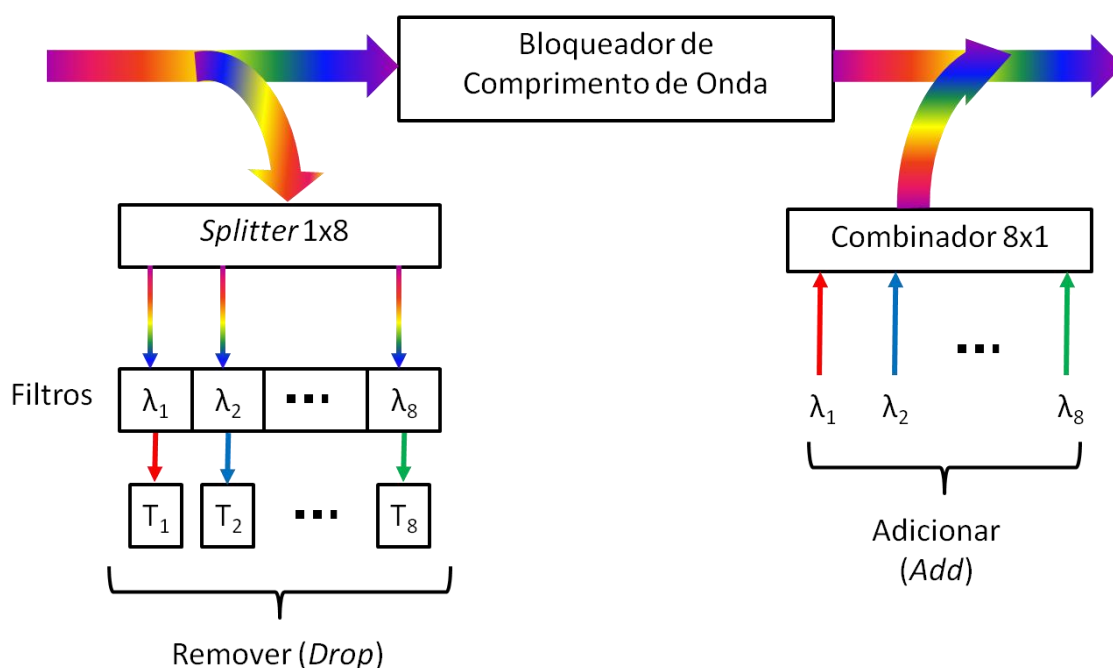 Bloqueador de
Comprimento de Onda
Splitter 1x8
Combinador 8x1
Filtros
λ₁ λ₂ ... λ₈
T₁ T₂ ... T₈
Remover (Drop)
...
λ₁ λ₂ λ₈
Adicionar
(Add)